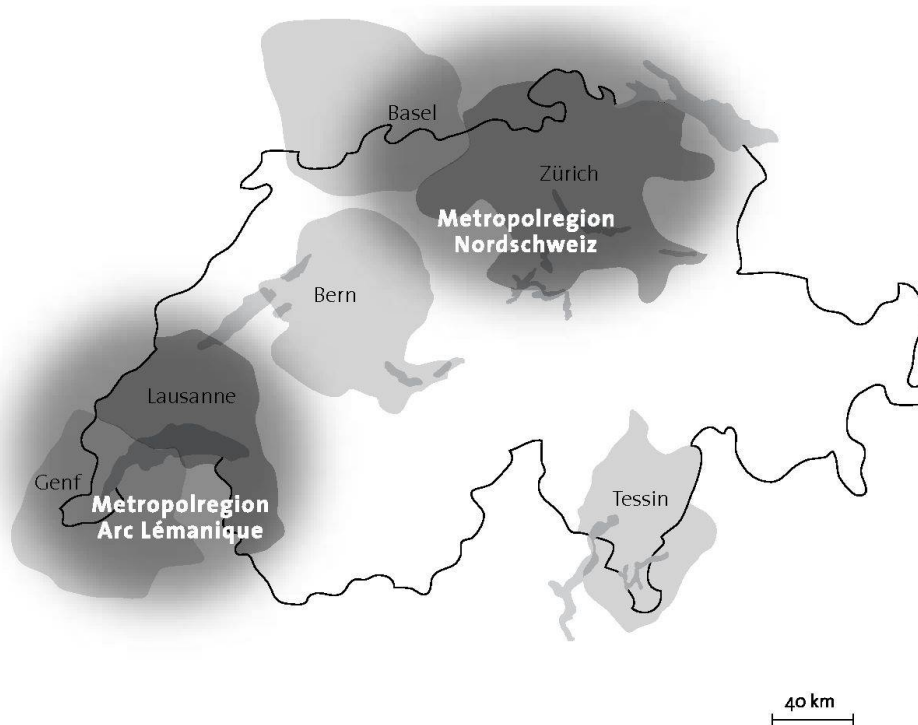 Basel
Zürich
Metropolregion
Nordschweiz
Bern
Lausanne
Genf
Metropolregion
Arc Lémanique
Tessin
40 km